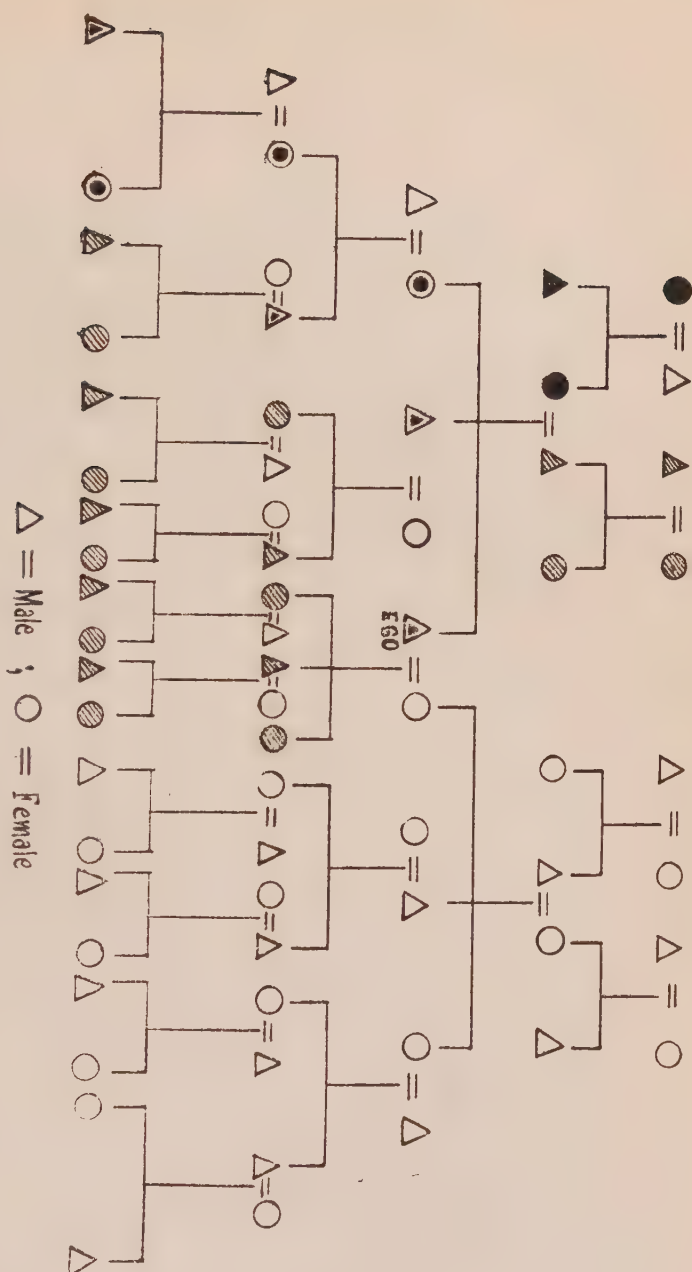 EGO
△ = Male ; ○ = Female